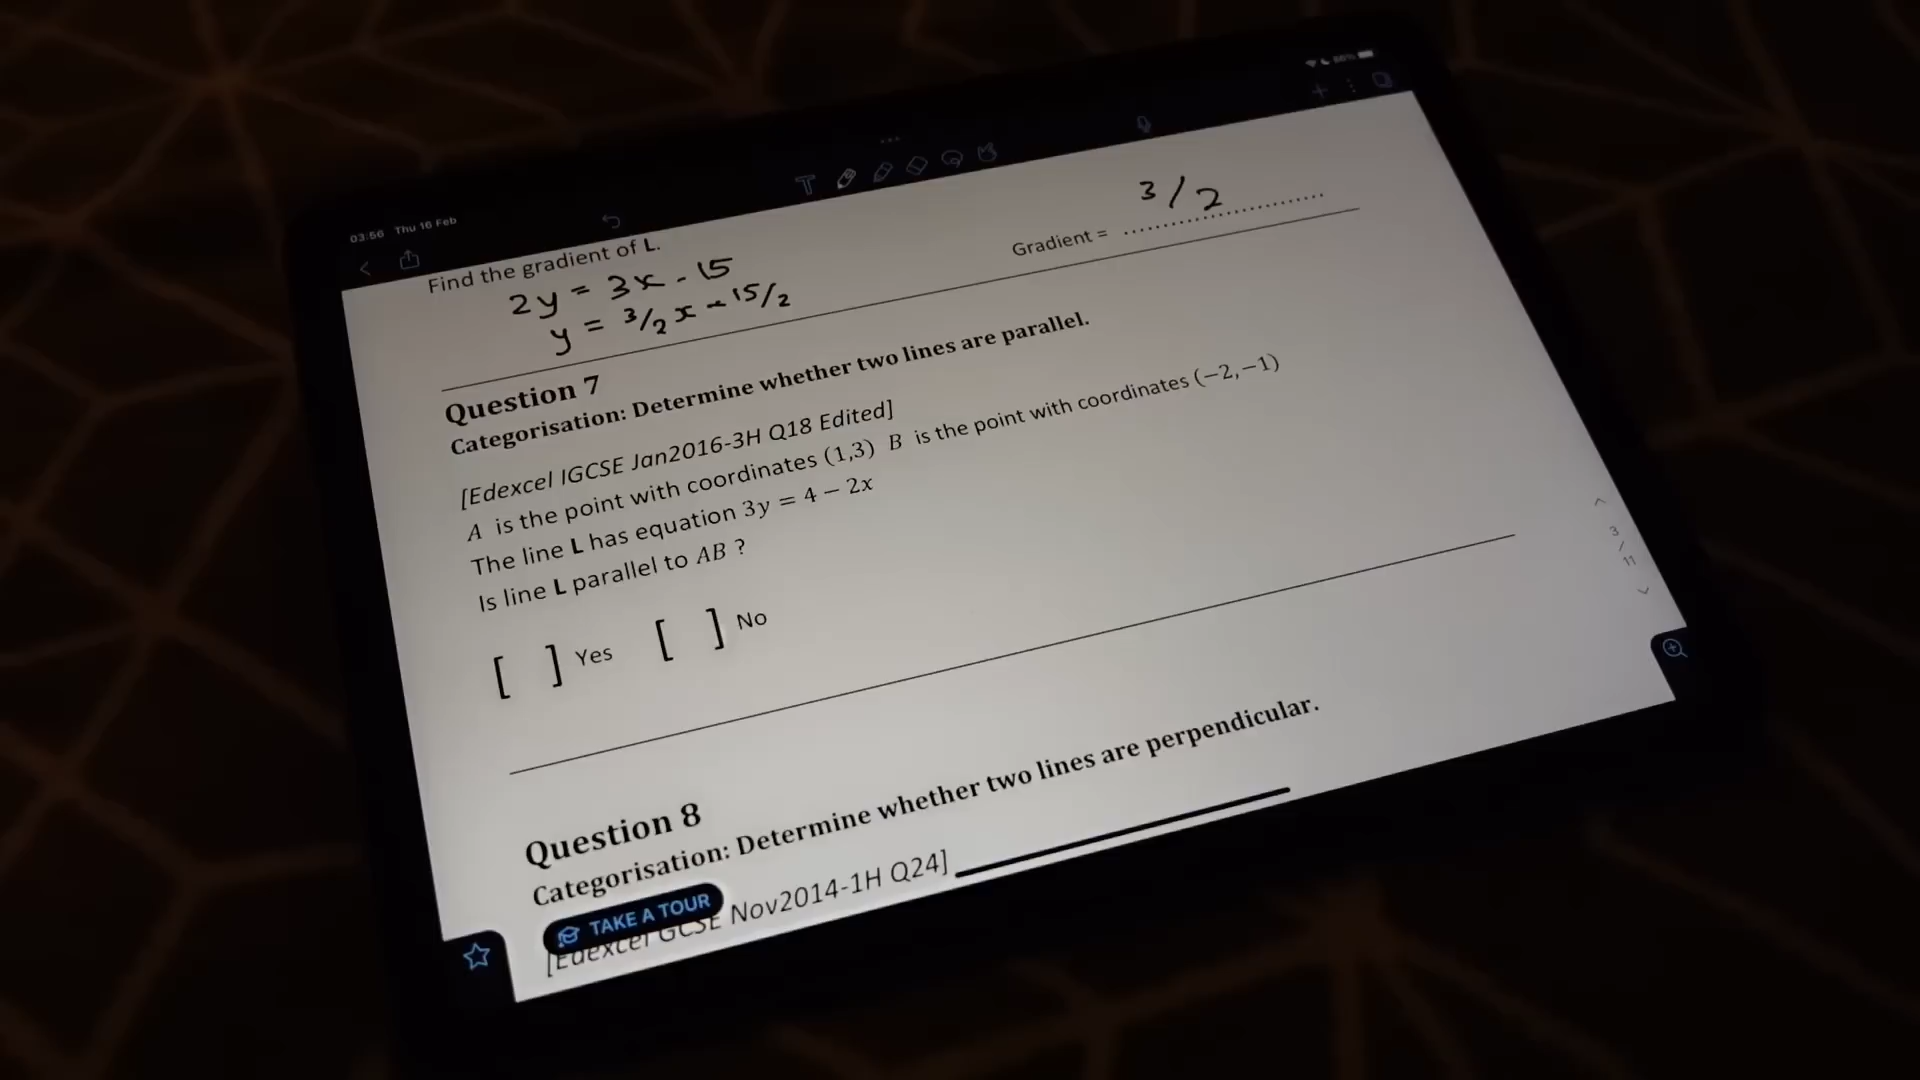 03:56 Thu 16 Feb
86%
Find the gradient of L.
2y = 3x - 15
y = 3/2 x - 15/2
Gradient = .............................. 3/2
Question 7
Categorisation: Determine whether two lines are parallel.
[Edexcel IGCSE Jan2016-3H Q18 Edited]
A is the point with coordinates (1,3) B is the point with coordinates (−2,−1)
The line L has equation 3y = 4 − 2x
Is line L parallel to AB ?
[ ] Yes [ ] No
3
/
11
Question 8
Categorisation: Determine whether two lines are perpendicular.
[Edexcel GCSE Nov2014-1H Q24]
TAKE A TOUR